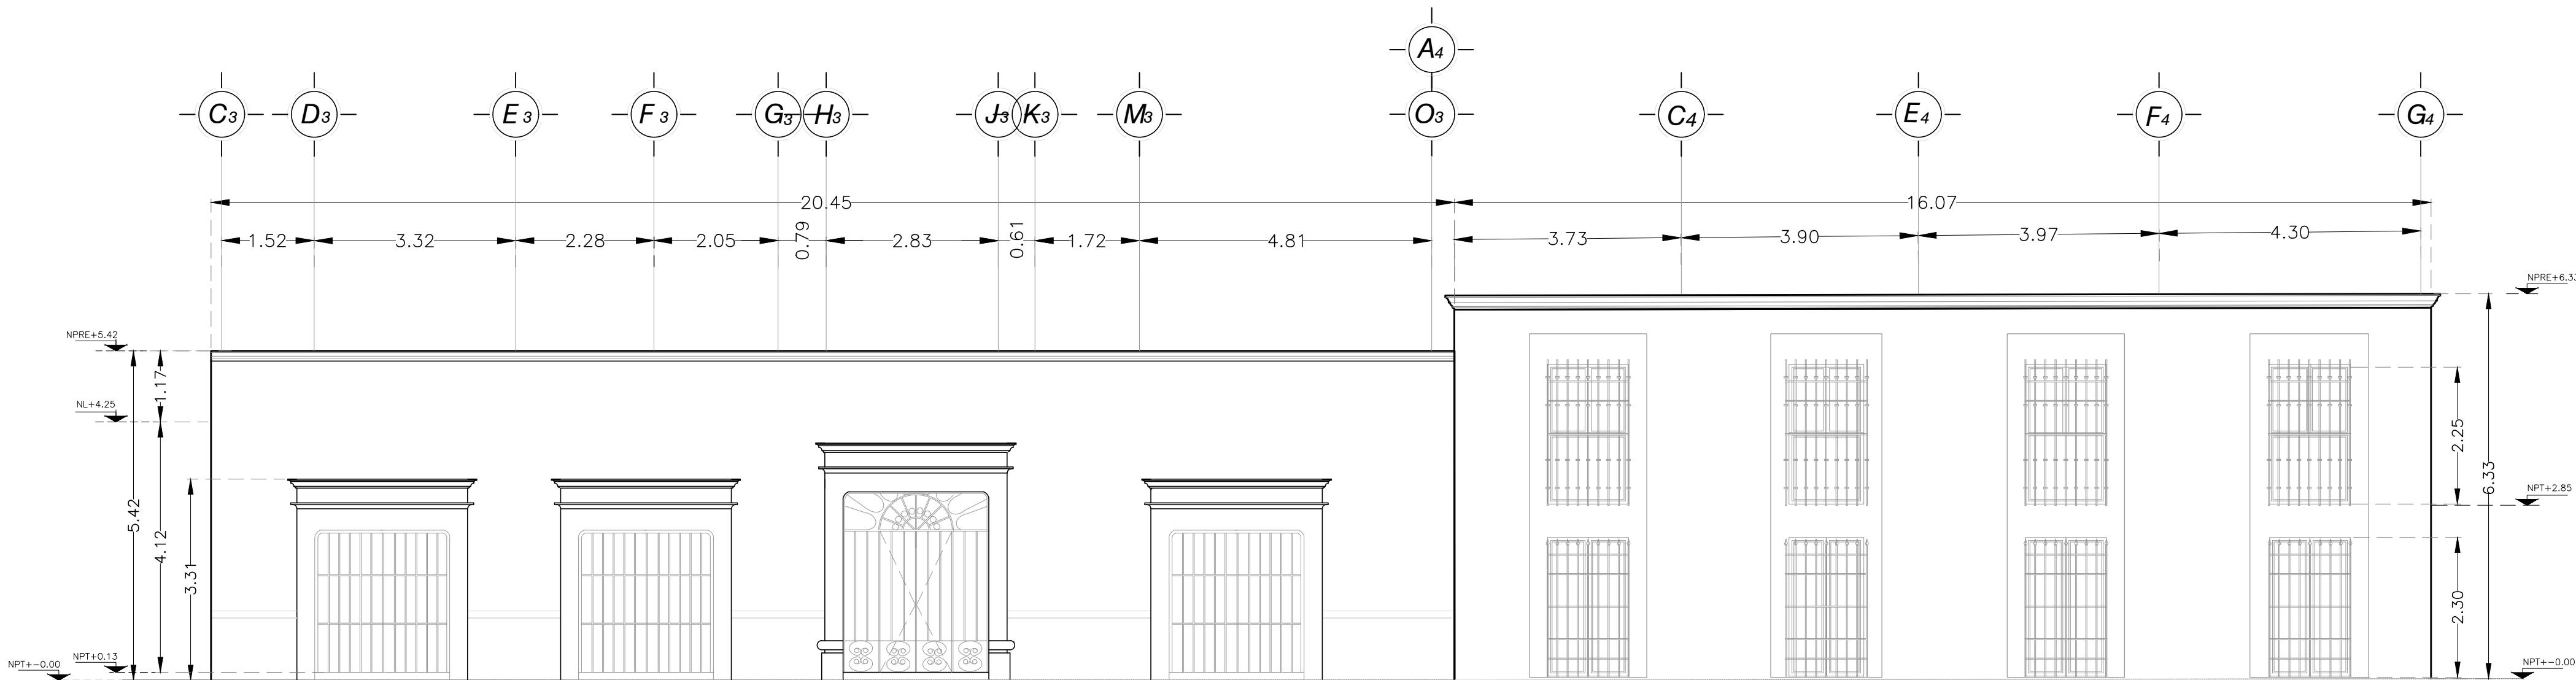 A4
C3 D3 E3 F3 G3 H3 J3 K3 M3 O3 C4 E4 F4 G4
20.45 16.07
1.52 3.32 2.28 2.05 0.79 2.83 0.61 1.72 4.81 3.73 3.90 3.97 4.30
NPRE+5.42
NL+4.25
NPT+0.13
NPT+-0.00
1.17
5.42
4.12
3.31
NPRE+6.33
2.25
6.33
NPT+2.85
2.30
NPT+-0.00